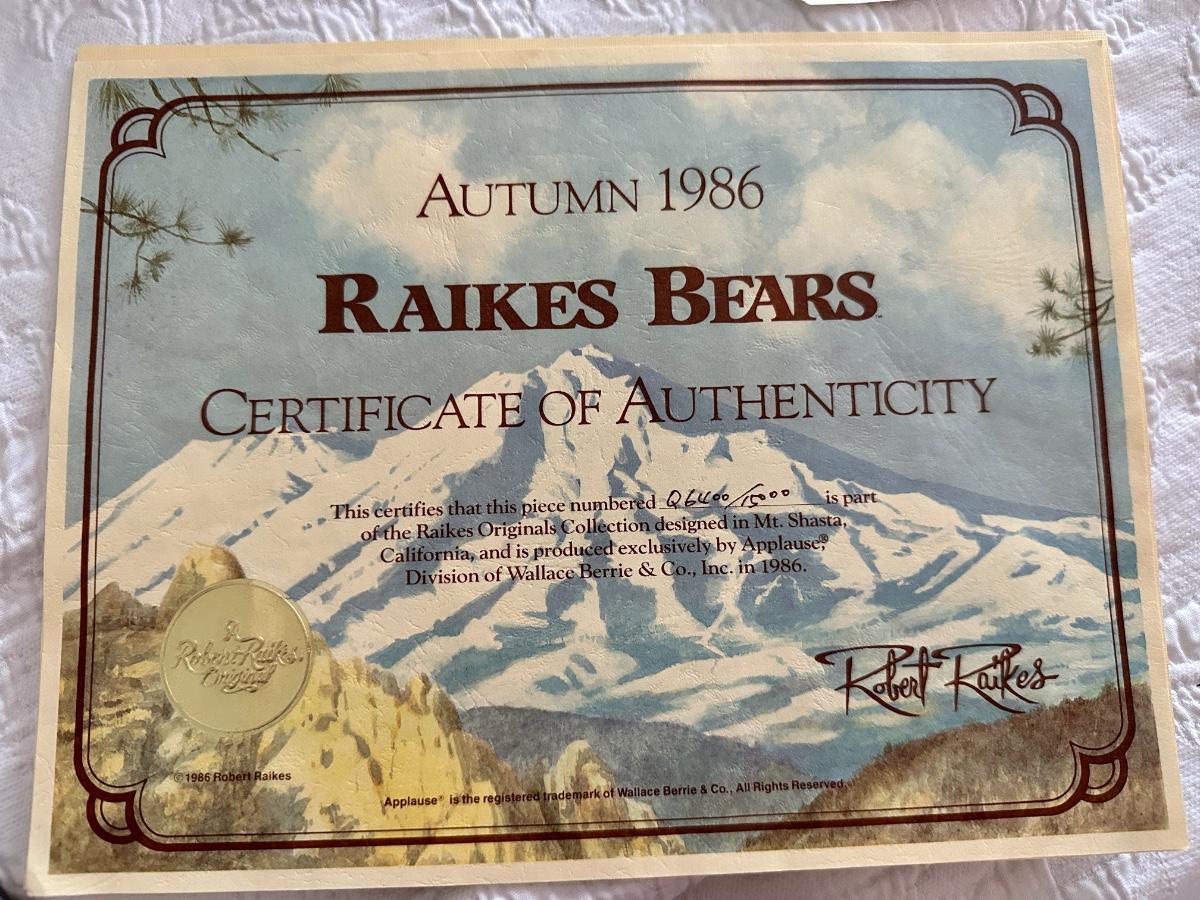 AUTUMN 1986
RAIKES BEARS™
CERTIFICATE OF AUTHENTICITY
This certifies that this piece numbered Q6400/15000 is part
of the Raikes Originals Collection designed in Mt. Shasta,
California, and is produced exclusively by Applause,®
Division of Wallace Berrie & Co., Inc. in 1986.
A
Robert Raikes
Original
Robert Raikes
©1986 Robert Raikes
Applause® is the registered trademark of Wallace Berrie & Co., All Rights Reserved.